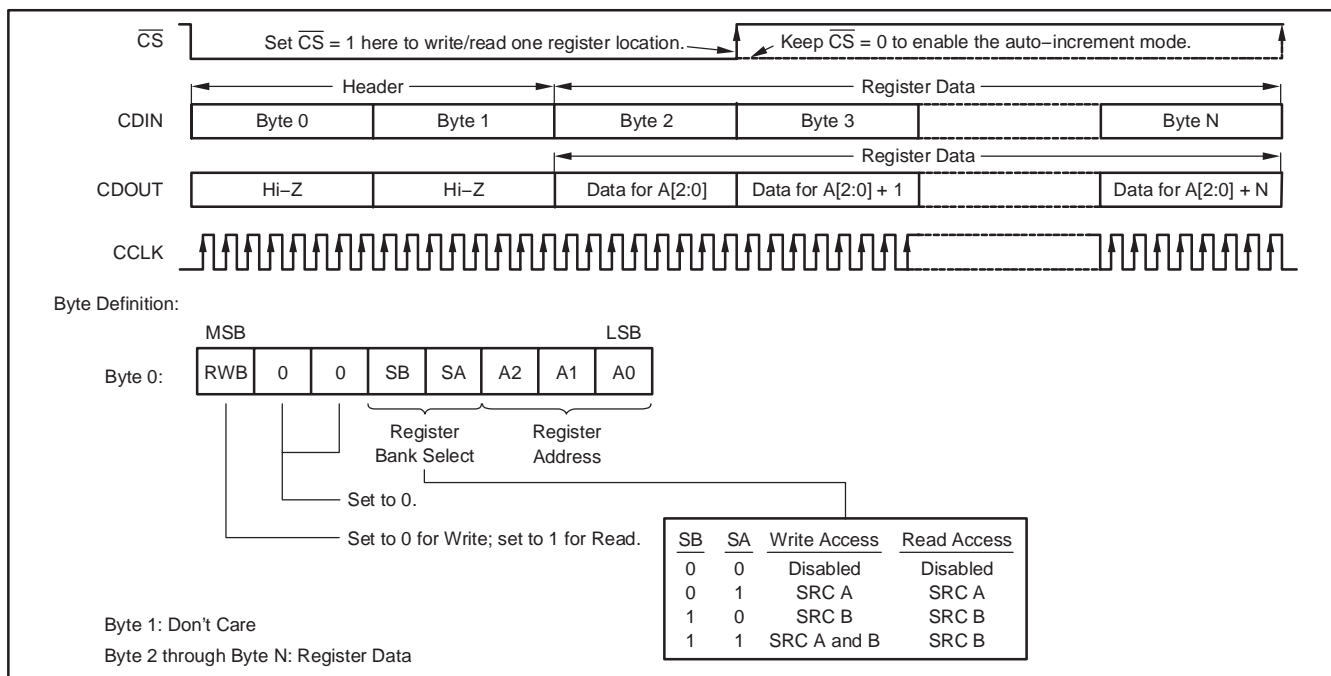 CS Set CS = 1 here to write/read one register location. Keep CS = 0 to enable the auto−increment mode.
Header Register Data
CDIN Byte 0 Byte 1 Byte 2 Byte 3 Byte N
Register Data
CDOUT Hi−Z Hi−Z Data for A[2:0] Data for A[2:0] + 1 Data for A[2:0] + N
CCLK
Byte Definition:
MSB LSB
Byte 0: RWB 0 0 SB SA A2 A1 A0
Register Bank Select
Register Address
Set to 0.
Set to 0 for Write; set to 1 for Read.
SB SA Write Access Read Access
0 0 Disabled Disabled
0 1 SRC A SRC A
1 0 SRC B SRC B
1 1 SRC A and B SRC B
Byte 1: Don't Care
Byte 2 through Byte N: Register Data